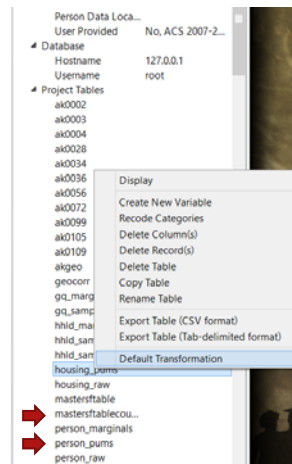 Person Data Loca...
User Provided No, ACS 2007-2...
Database
Hostname 127.0.0.1
Username root
Project Tables
ak0002
ak0003
ak0004
ak0028
ak0034
ak0036
ak0056
ak0072
ak0099
ak0105
ak0109
akgeo
geocorr
gq_marg
gq_samp
hhld_mar
hhld_sam
hhld_sam
housing_pums
housing_raw
mastersftable
mastersftablecou...
person_marginals
person_pums
person_raw
Display
Create New Variable
Recode Categories
Delete Column(s)
Delete Record(s)
Delete Table
Copy Table
Rename Table
Export Table (CSV format)
Export Table (Tab-delimited format)
Default Transformation